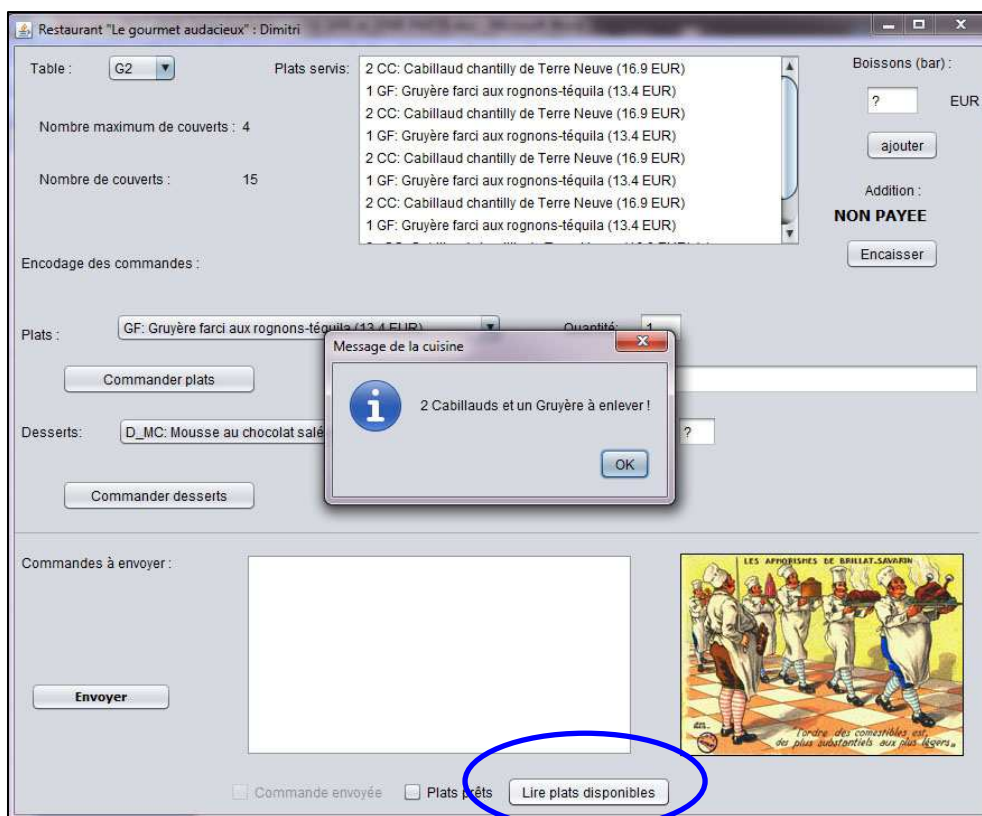 Restaurant "Le gourmet audacieux" : Dimitri
Table : G2
Plats servis:
2 CC: Cabillaud chantilly de Terre Neuve (16.9 EUR)
1 GF: Gruyère farci aux rognons-téquila (13.4 EUR)
2 CC: Cabillaud chantilly de Terre Neuve (16.9 EUR)
1 GF: Gruyère farci aux rognons-téquila (13.4 EUR)
2 CC: Cabillaud chantilly de Terre Neuve (16.9 EUR)
1 GF: Gruyère farci aux rognons-téquila (13.4 EUR)
2 CC: Cabillaud chantilly de Terre Neuve (16.9 EUR)
1 GF: Gruyère farci aux rognons-téquila (13.4 EUR)
Boissons (bar) :
? EUR
ajouter
Nombre maximum de couverts : 4
Nombre de couverts : 15
Addition :
NON PAYEE
Encaisser
Encodage des commandes :
Plats : GF: Gruyère farci aux rognons-téquila (13.4 EUR) Quantité: 1
Commander plats
Message de la cuisine
2 Cabillauds et un Gruyère à enlever !
OK
Desserts: D_MC: Mousse au chocolat salé ?
Commander desserts
Commandes à envoyer :
Envoyer
LES APHORISMES DE BRILLAT-SAVARIN
"l'ordre des comestibles est,
des plus substantiels aux plus légers„
Commande envoyée Plats prêts Lire plats disponibles